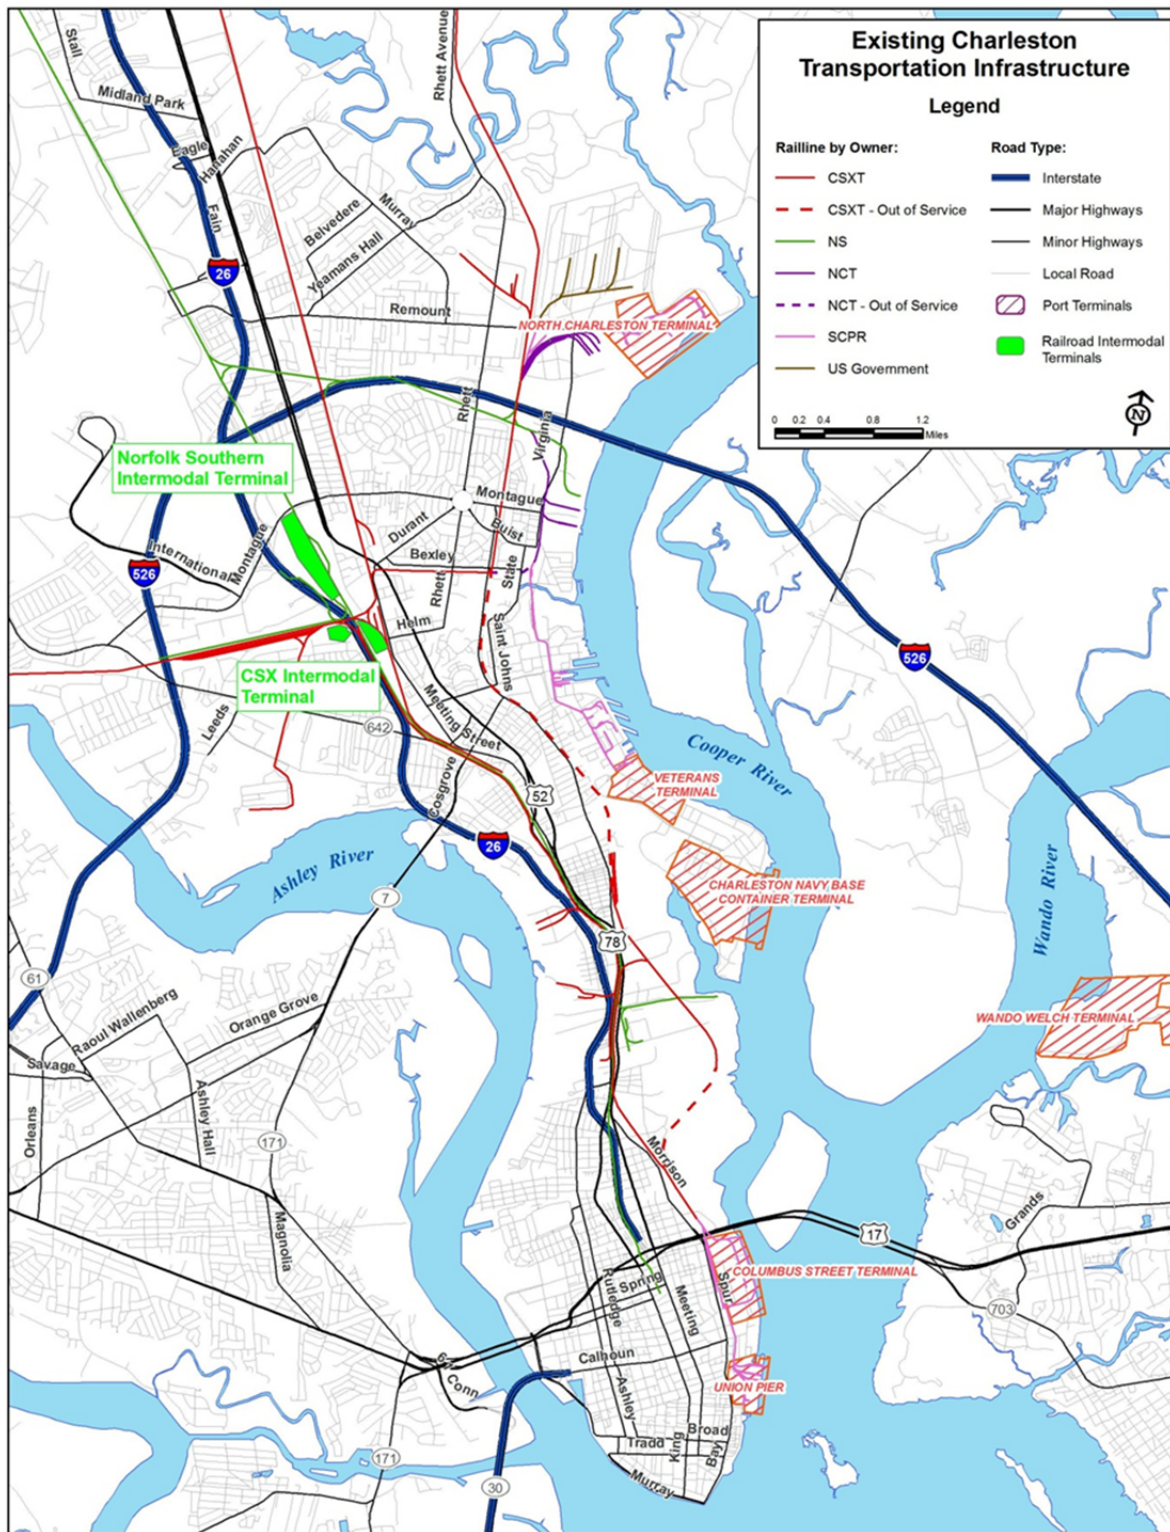 Existing Charleston
Transportation Infrastructure
Legend
Railline by Owner:
CSXT
CSXT - Out of Service
NS
NCT
NCT - Out of Service
SCPR
US Government
Road Type:
Interstate
Major Highways
Minor Highways
Local Road
Port Terminals
Railroad Intermodal
Terminals
0 0.2 0.4 0.8 1.2
Miles
N
Stall
Midland Park
Eagle
Hanahan
Fain
26
Rhett Avenue
Belvedere
Murray
Yeamans Hall
Remount
NORTH CHARLESTON TERMINAL
Rhett
Virginia
Norfolk Southern
Intermodal Terminal
Montague
Durant
Buist
Bexley
State
Rhett
Helm
Saint Johns
International
Montague
526
526
CSX Intermodal
Terminal
Leeds
642
Meeting Street
Cosgrove
52
26
Cooper River
VETERANS
TERMINAL
Ashley River
7
CHARLESTON NAVY BASE
CONTAINER TERMINAL
Wando River
78
61
WANDO WELCH TERMINAL
Raoul Wallenberg
Orange Grove
Savage
Orleans
Ashley Hall
171
Magnolia
Morrison
17
Grands
703
COLUMBUS STREET TERMINAL
Spur
Spring
Rutledge
Meeting
Calhoun
UNION PIER
61
Conn
Ashley
King
Broad
Tradd
Bay
Murray
171
30